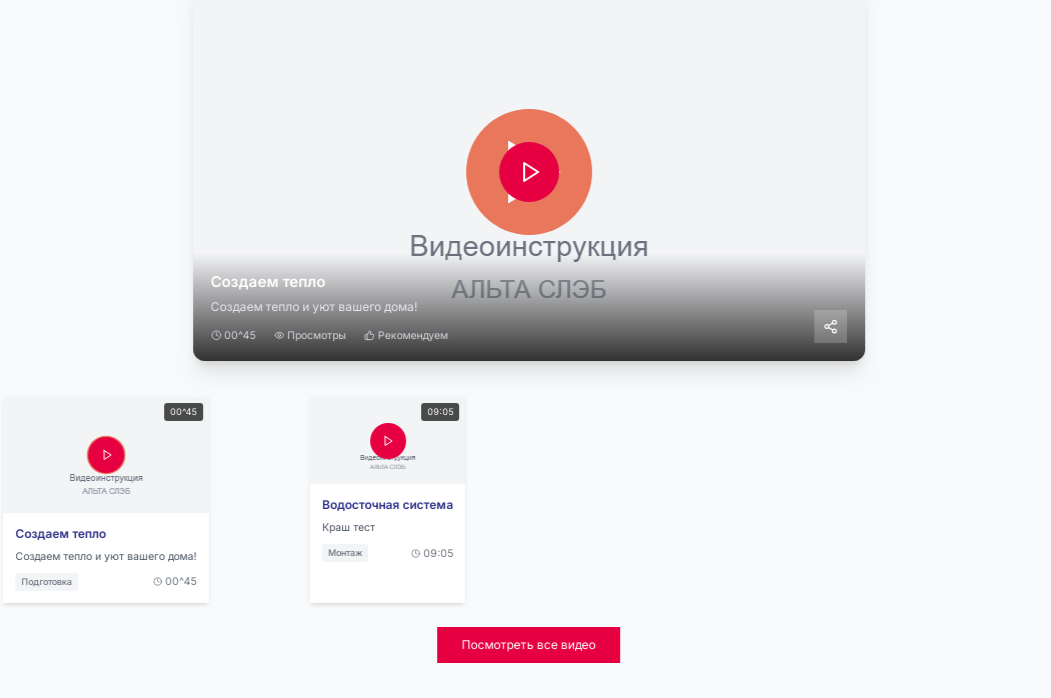 Видеоинструкция
АЛЬТА СЛЭБ
Создаем тепло
Создаем тепло и уют вашего дома!
00^45 Просмотры Рекомендуем
00^45
Видеоинструкция
АЛЬТА СЛЭБ
Создаем тепло
Создаем тепло и уют вашего дома!
Подготовка 00^45
09:05
АЛЬТА СЛЭБ
Водосточная система
Краш тест
Монтаж 09:05
Посмотреть все видео